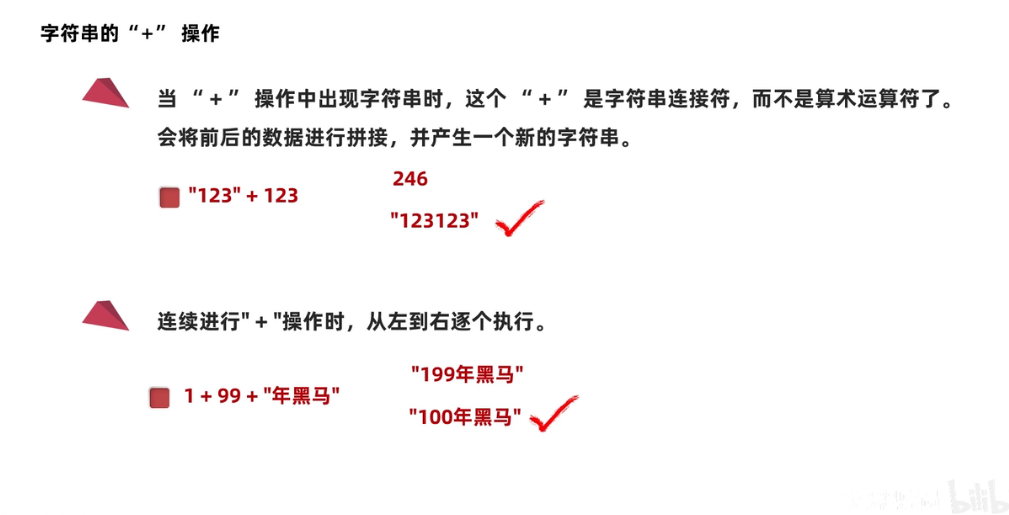 字符串的“+” 操作
当 “+” 操作中出现字符串时，这个 “+” 是字符串连接符，而不是算术运算符了。
会将前后的数据进行拼接，并产生一个新的字符串。
"123" + 123
246
"123123"
连续进行"+"操作时，从左到右逐个执行。
1 + 99 + "年黑马"
"199年黑马"
"100年黑马"
bilibili